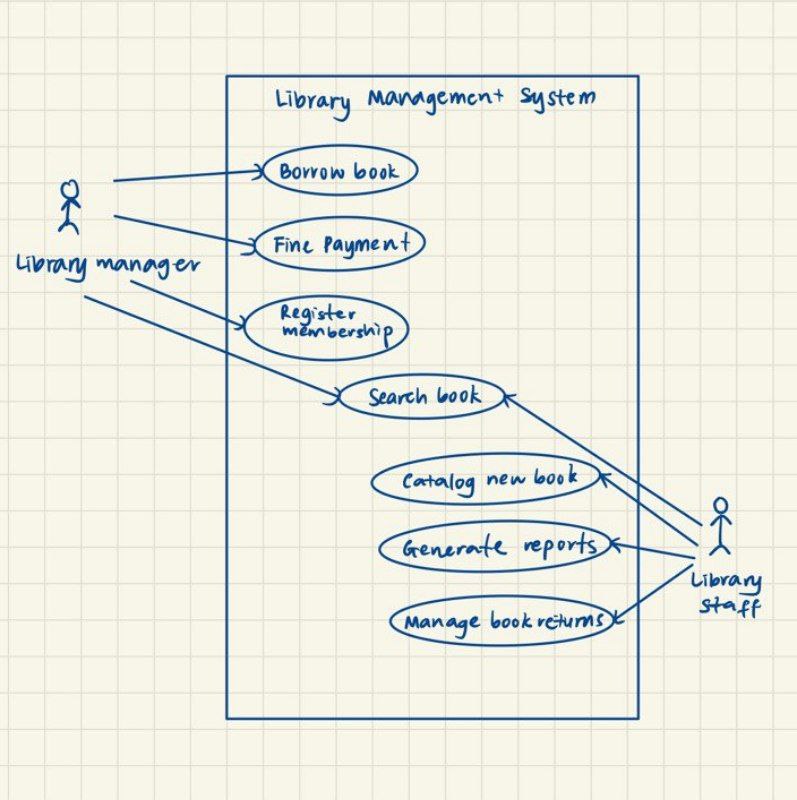 Library Management System
Borrow book
Fine Payment
Library manager
Register
membership
Search book
Catalog new book
Generate reports
Library
staff
Manage book returns